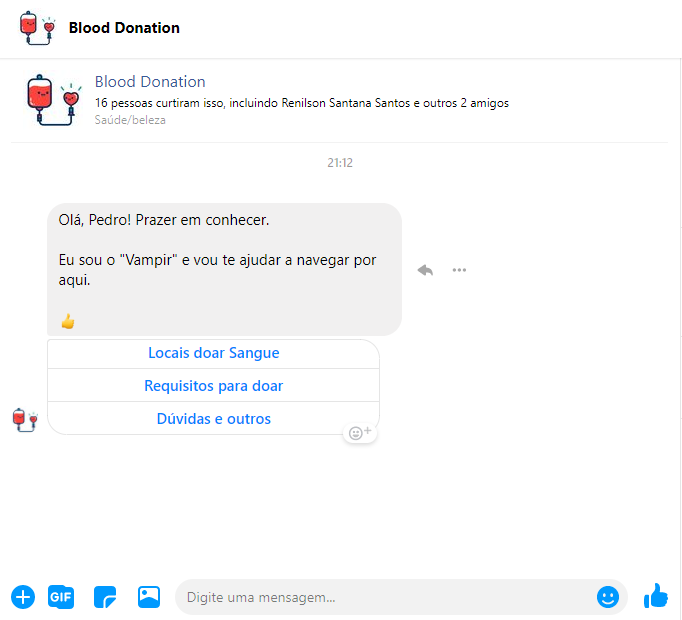 Blood Donation
Blood Donation
16 pessoas curtiram isso, incluindo Renilson Santana Santos e outros 2 amigos
Saúde/beleza
21:12
Olá, Pedro! Prazer em conhecer.
Eu sou o "Vampir" e vou te ajudar a navegar por
aqui.
Locais doar Sangue
Requisitos para doar
Dúvidas e outros
GIF
Digite uma mensagem...